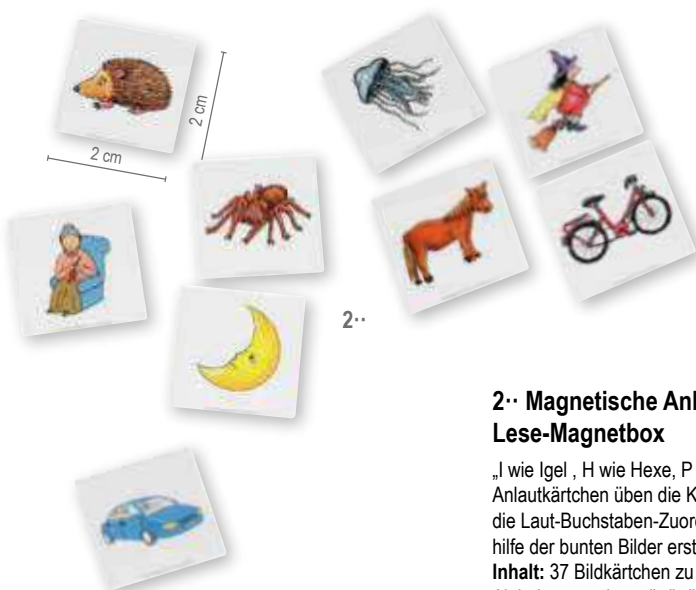 2 cm
2 cm
2··
2·· Magnetische Anl
Lese-Magnetbox
„I wie Igel , H wie Hexe, P
Anlautkärtchen üben die K
die Laut-Buchstaben-Zuor
hilfe der bunten Bilder erst
Inhalt: 37 Bildkärtchen zu